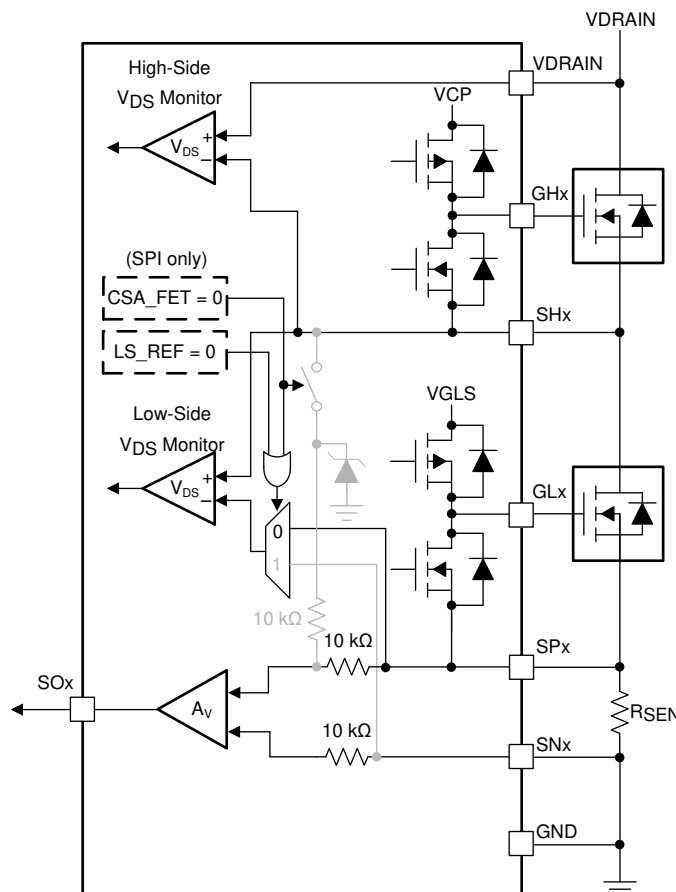 VDRAIN
VDRAIN
High-Side
VDS Monitor
VCP
VDS
+
−
GHx
(SPI only)
CSA_FET = 0
SHx
LS_REF = 0
VGLS
Low-Side
VDS Monitor
+
VDS
−
GLx
0
1
10 kΩ
10 kΩ
SPx
SOx
AV
RSEN
10 kΩ
SNx
GND